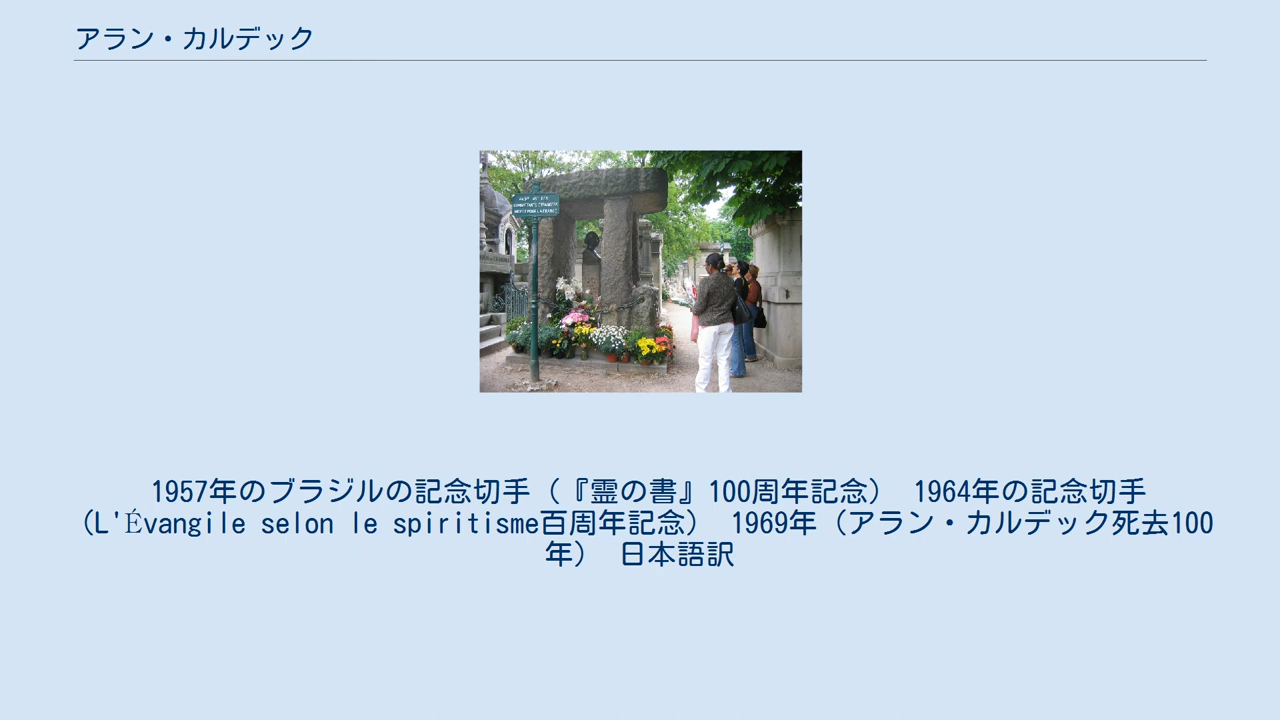 アラン・カルデック
1957年のブラジルの記念切手（『霊の書』100周年記念） 1964年の記念切手
（L'Évangile selon le spiritisme百周年記念） 1969年（アラン・カルデック死去100
年） 日本語訳